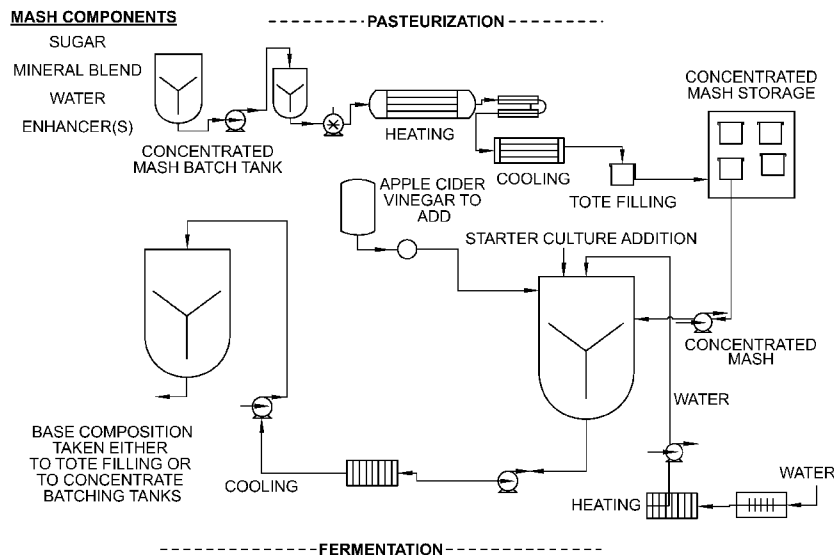 MASH COMPONENTS
SUGAR
MINERAL BLEND
WATER
ENHANCER(S)
PASTEURIZATION
CONCENTRATED
MASH BATCH TANK
HEATING
COOLING
TOTE FILLING
CONCENTRATED
MASH STORAGE
APPLE CIDER
VINEGAR TO
ADD
STARTER CULTURE ADDITION
CONCENTRATED
MASH
WATER
WATER
HEATING
COOLING
BASE COMPOSITION
TAKEN EITHER
TO TOTE FILLING OR
TO CONCENTRATE
BATCHING TANKS
FERMENTATION